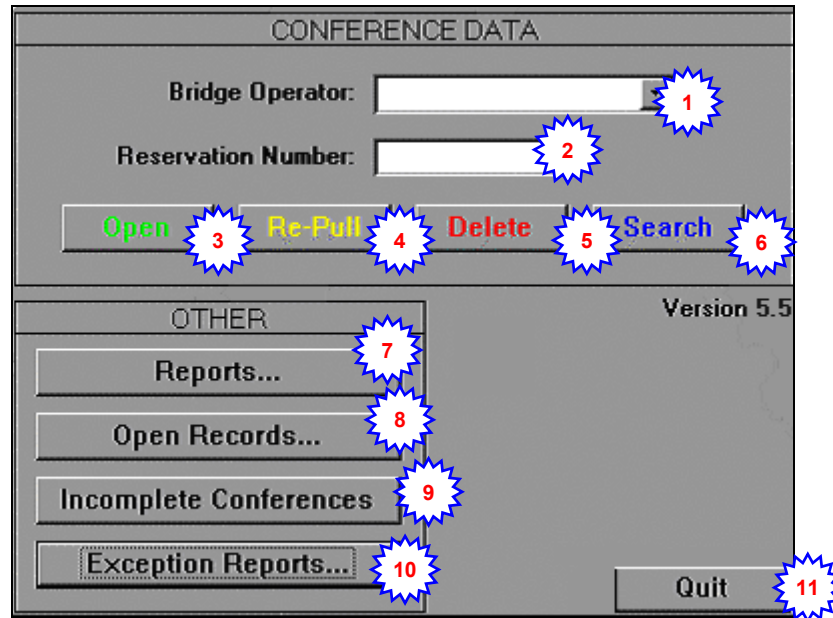 CONFERENCE DATA
Bridge Operator:
1
Reservation Number:
2
Open 3 Re-Pull 4 Delete 5 Search 6
Version 5.5
OTHER
7
Reports...
8
Open Records...
Incomplete Conferences 9
Exception Reports... 10
Quit 11